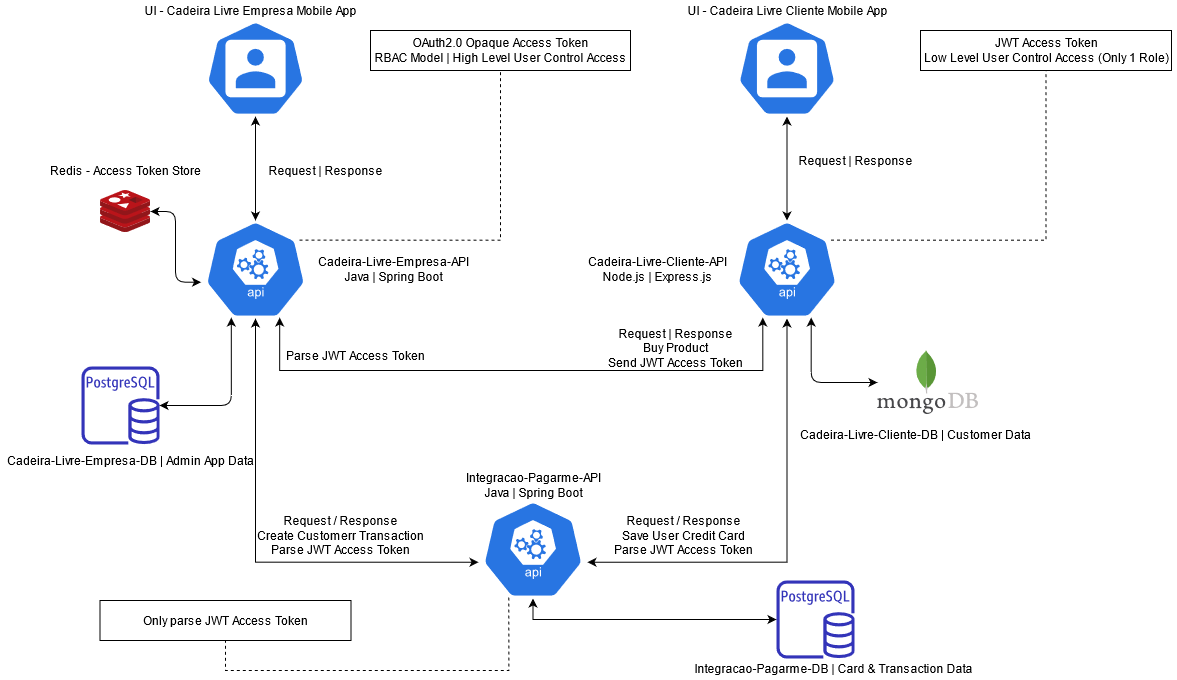 UI - Cadeira Livre Empresa Mobile App
UI - Cadeira Livre Cliente Mobile App
OAuth2.0 Opaque Access Token
RBAC Model | High Level User Control Access
JWT Access Token
Low Level User Control Access (Only 1 Role)
Request | Response
Request | Response
Redis - Access Token Store
Cadeira-Livre-Empresa-API
Java | Spring Boot
api
Cadeira-Livre-Cliente-API
Node.js | Express.js
api
Parse JWT Access Token
Request | Response
Buy Product
Send JWT Access Token
PostgreSQL
Cadeira-Livre-Empresa-DB | Admin App Data
mongoDB
Cadeira-Livre-Cliente-DB | Customer Data
Integracao-Pagarme-API
Java | Spring Boot
api
Request / Response
Create Customerr Transaction
Parse JWT Access Token
Request / Response
Save User Credit Card
Parse JWT Access Token
Only parse JWT Access Token
PostgreSQL
Integracao-Pagarme-DB | Card & Transaction Data